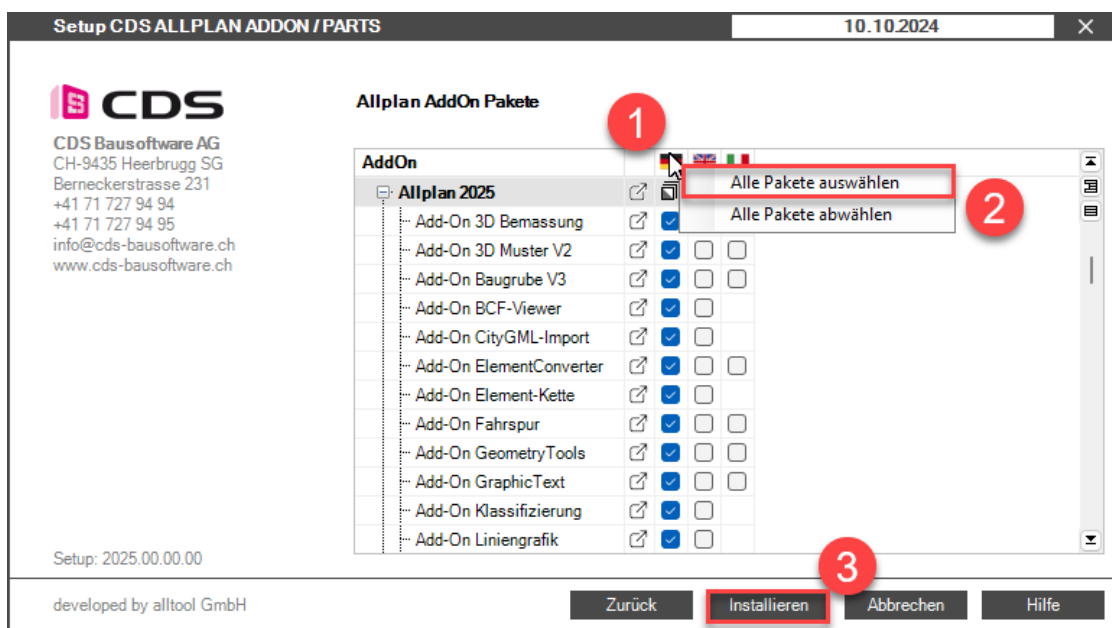 Setup CDS ALLPLAN ADDON / PARTS
10.10.2024
CDS
CDS Bausoftware AG
CH-9435 Heerbrugg SG
Berneckerstrasse 231
+41 71 727 94 94
+41 71 727 94 95
info@cds-bausoftware.ch
www.cds-bausoftware.ch
Allplan AddOn Pakete
1
AddOn
Allplan 2025
Alle Pakete auswählen
Alle Pakete abwählen
2
Add-On 3D Bemassung
Add-On 3D Muster V2
Add-On Baugrube V3
Add-On BCF-Viewer
Add-On CityGML-Import
Add-On ElementConverter
Add-On Element-Kette
Add-On Fahrspur
Add-On GeometryTools
Add-On GraphicText
Add-On Klassifizierung
Add-On Liniengrafik
Setup: 2025.00.00.00
3
developed by alltool GmbH
Zurück
Installieren
Abbrechen
Hilfe